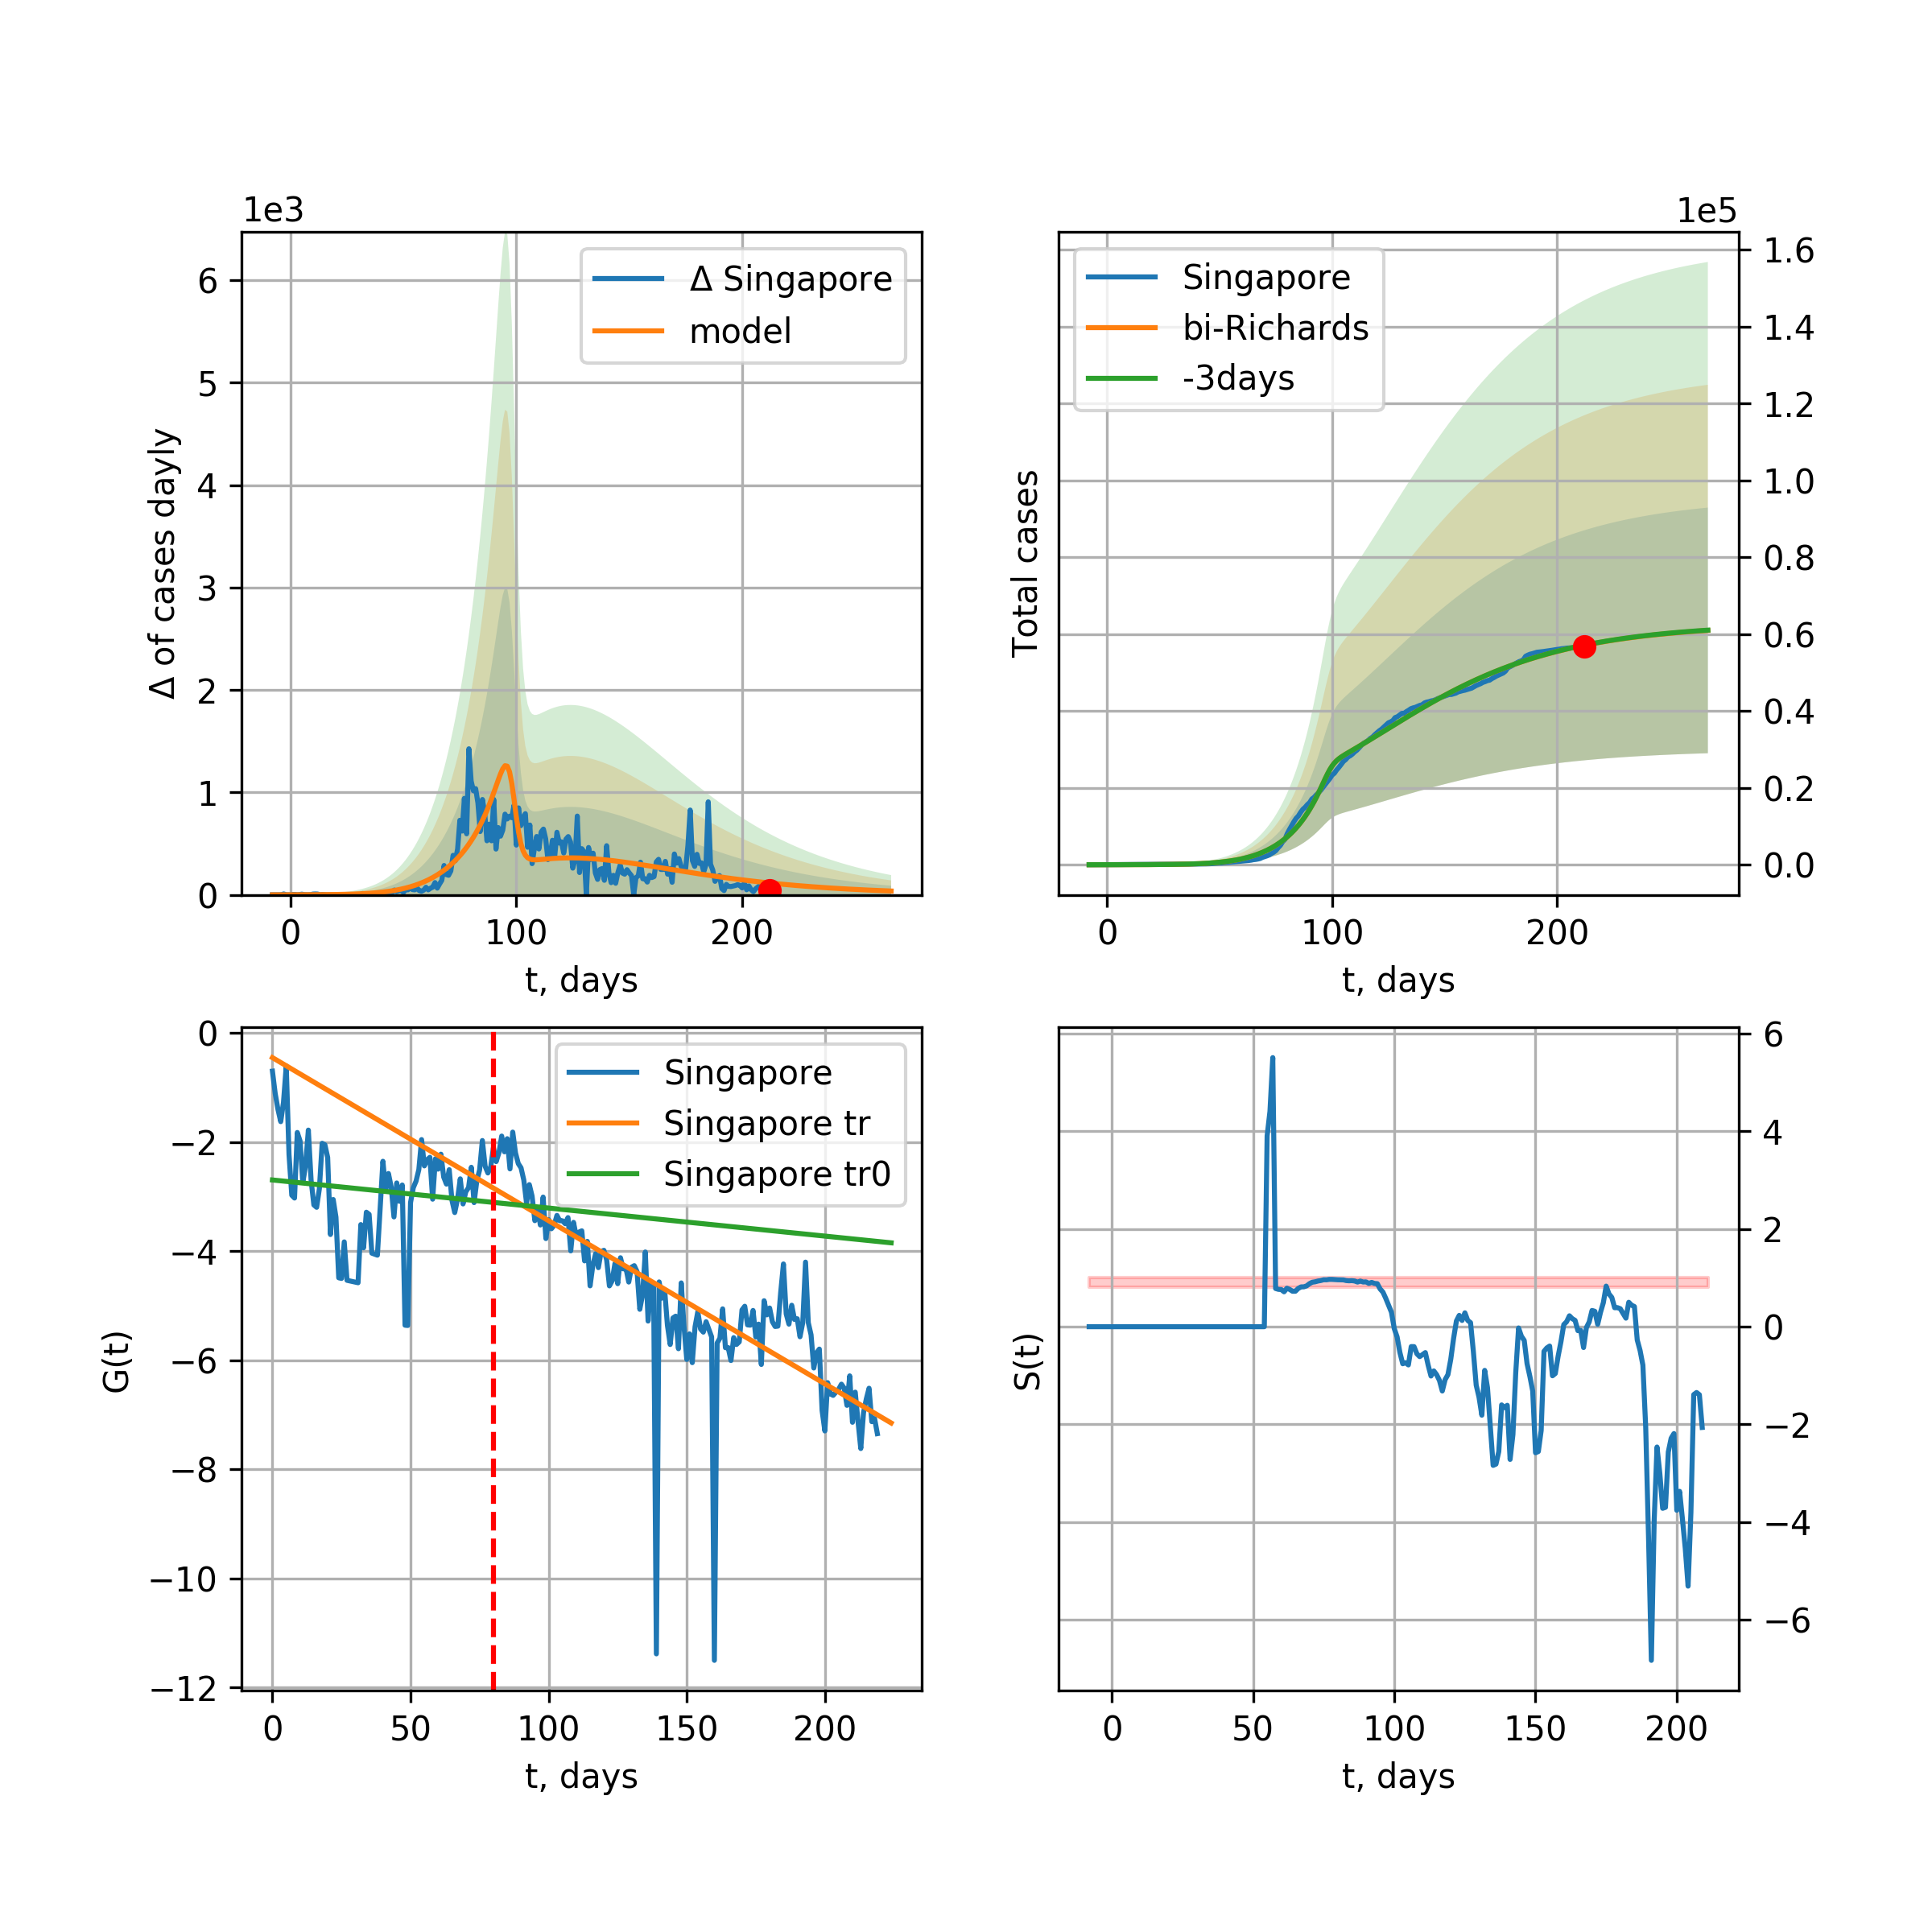 1e3
6
5
4
3
2
1
0
Δ of cases dayly
0 100 200
t, days
Δ Singapore
model
1e5
1.6
1.4
1.2
1.0
0.8
0.6
0.4
0.2
0.0
Total cases
0 100 200
t, days
Singapore
bi-Richards
-3days
0
−2
−4
−6
−8
−10
−12
G(t)
0 50 100 150 200
t, days
Singapore
Singapore tr
Singapore tr0
6
4
2
0
−2
−4
−6
S(t)
0 50 100 150 200
t, days